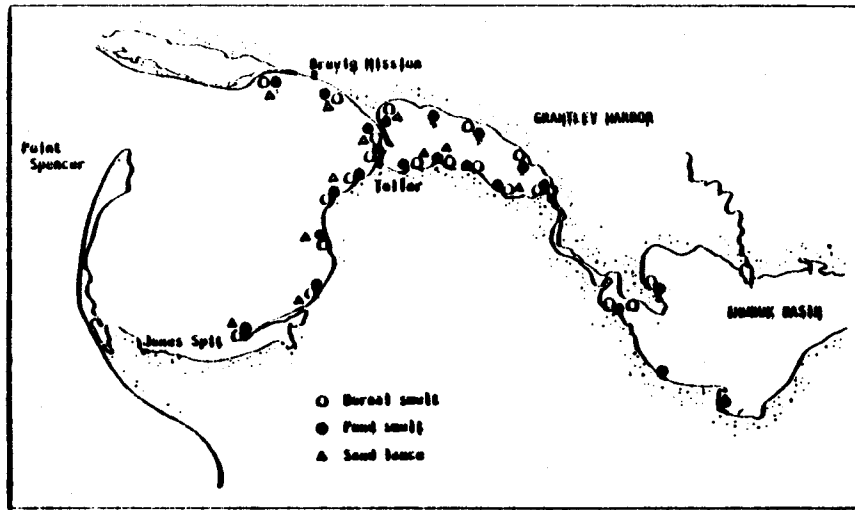 Brevig Mission
GRANTLEY HARBOR
Point
Spencer
Teller
IMURUK BASIN
Jones Spit
Boreal smelt
Pond smelt
Sand lance